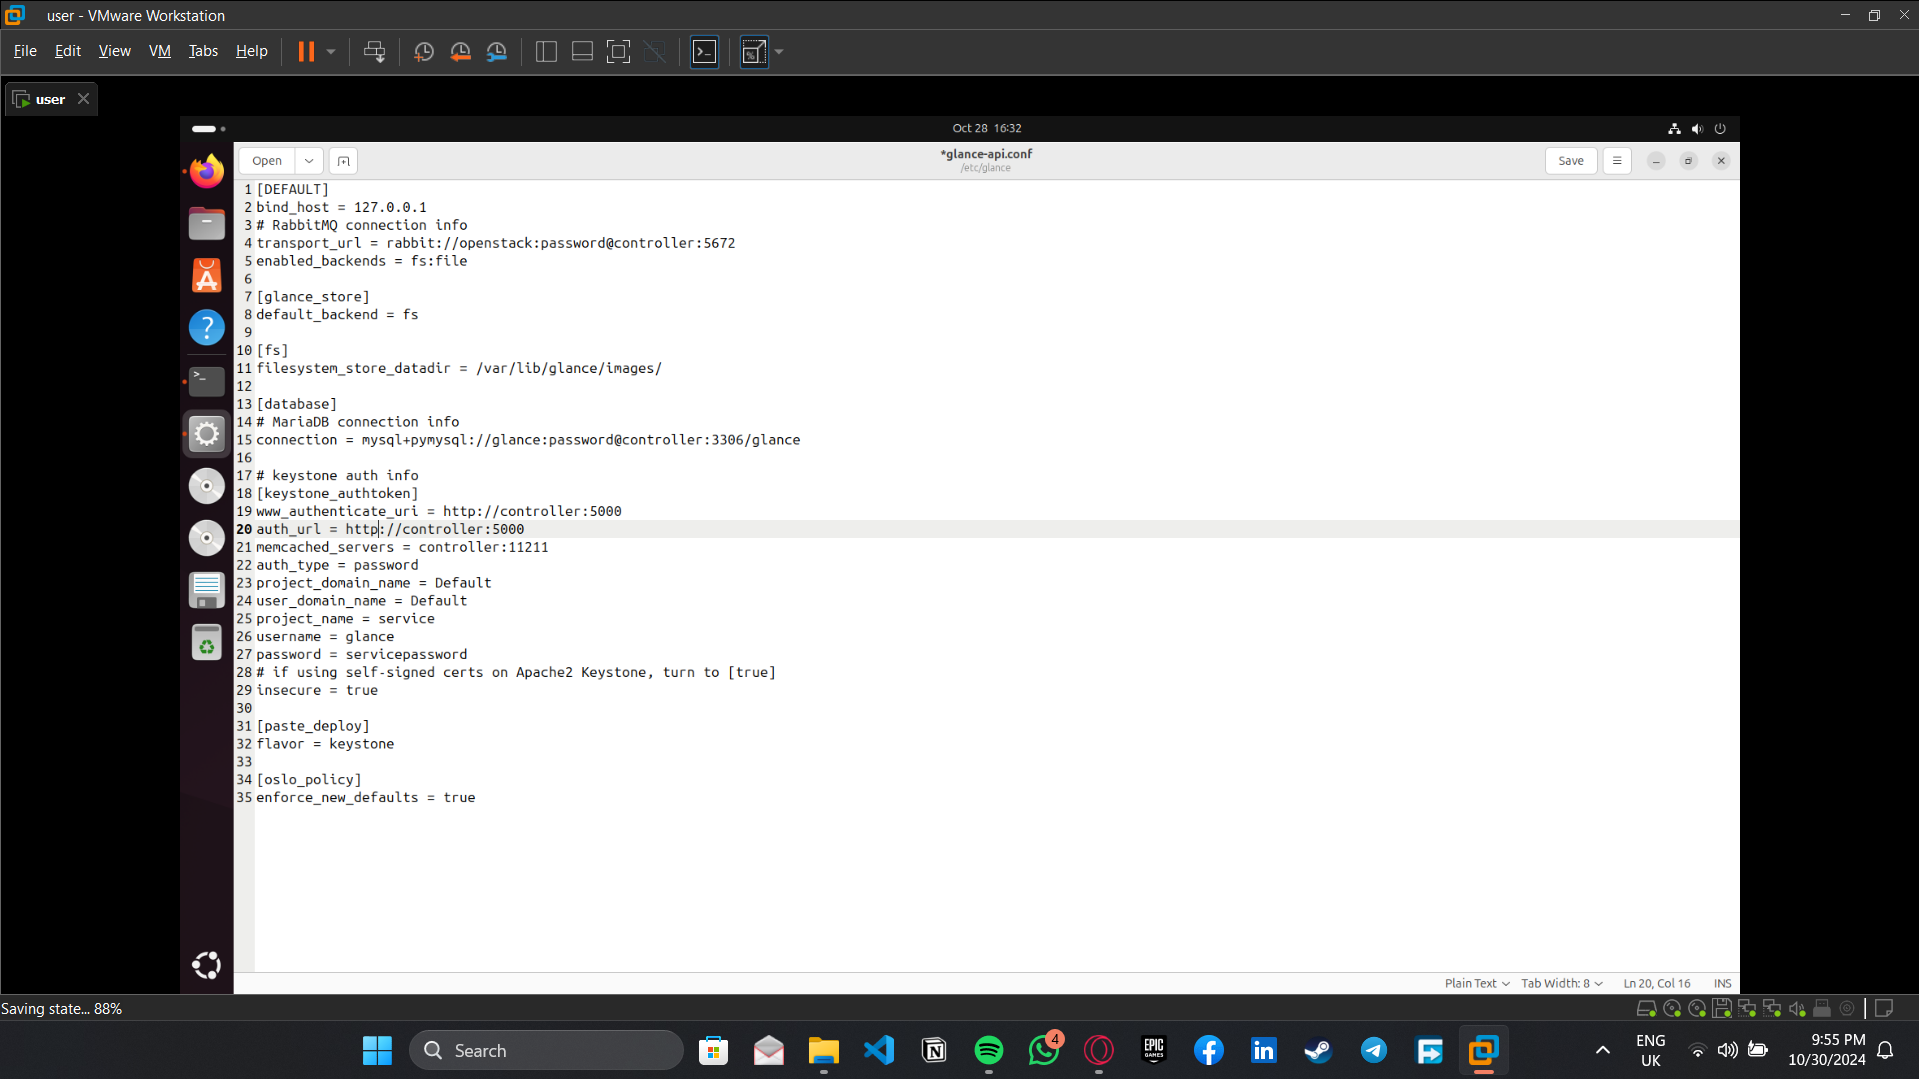 user - VMware Workstation
File Edit View VM Tabs Help
user
Oct 28 16:32
Open
*glance-api.conf
/etc/glance
Save
1 [DEFAULT]
2 bind_host = 127.0.0.1
3 # RabbitMQ connection info
4 transport_url = rabbit://openstack:password@controller:5672
5 enabled_backends = fs:file
6
7 [glance_store]
8 default_backend = fs
9
10 [fs]
11 filesystem_store_datadir = /var/lib/glance/images/
12
13 [database]
14 # MariaDB connection info
15 connection = mysql+pymysql://glance:password@controller:3306/glance
16
17 # keystone auth info
18 [keystone_authtoken]
19 www_authenticate_uri = http://controller:5000
20 auth_url = http://controller:5000
21 memcached_servers = controller:11211
22 auth_type = password
23 project_domain_name = Default
24 user_domain_name = Default
25 project_name = service
26 username = glance
27 password = servicepassword
28 # if using self-signed certs on Apache2 Keystone, turn to [true]
29 insecure = true
30
31 [paste_deploy]
32 flavor = keystone
33
34 [oslo_policy]
35 enforce_new_defaults = true
Plain Text Tab Width: 8 Ln 20, Col 16 INS
Saving state... 88%
Search
4
EPIC
GAMES
ENG
UK
9:55 PM
10/30/2024